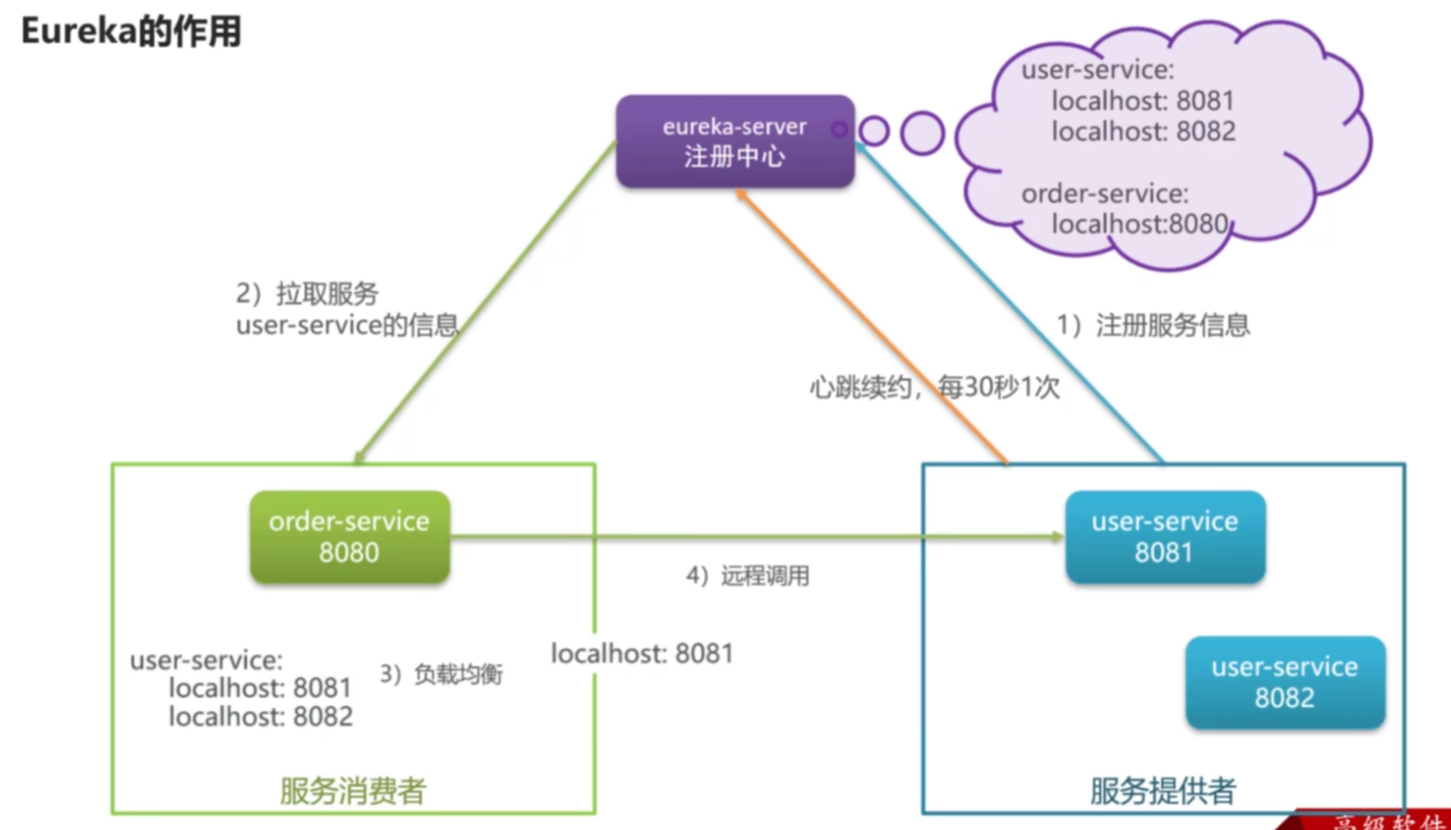 Eureka的作用
eureka-server
注册中心
user-service:
localhost: 8081
localhost: 8082
order-service:
localhost:8080
2）拉取服务
user-service的信息
1）注册服务信息
心跳续约，每30秒1次
order-service
8080
4）远程调用
user-service
8081
user-service:
localhost: 8081
localhost: 8082
3）负载均衡
localhost: 8081
user-service
8082
服务消费者
服务提供者
高级软件